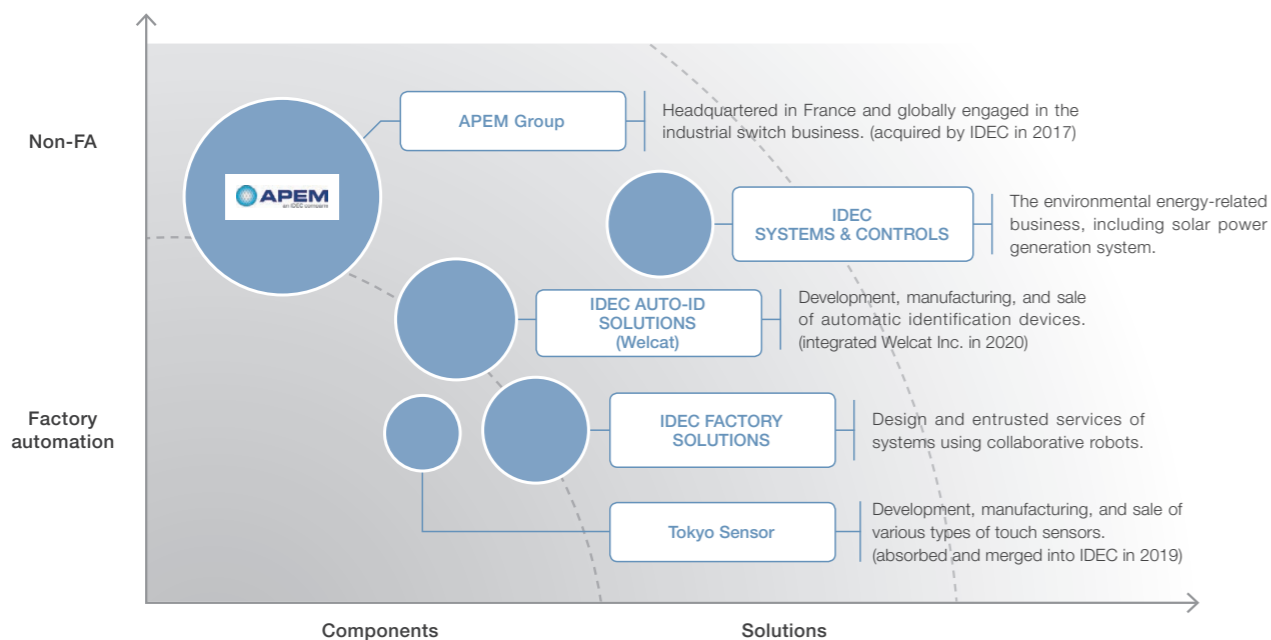 Non-FA
APEM
an IDEC company
APEM Group
Headquartered in France and globally engaged in the
industrial switch business. (acquired by IDEC in 2017)
IDEC
SYSTEMS & CONTROLS
The environmental energy-related
business, including solar power
generation system.
IDEC AUTO-ID
SOLUTIONS
(Welcat)
Development, manufacturing, and sale
of automatic identification devices.
(integrated Welcat Inc. in 2020)
Factory
automation
IDEC FACTORY
SOLUTIONS
Design and entrusted services of
systems using collaborative robots.
Tokyo Sensor
Development, manufacturing, and sale of
various types of touch sensors.
(absorbed and merged into IDEC in 2019)
Components
Solutions